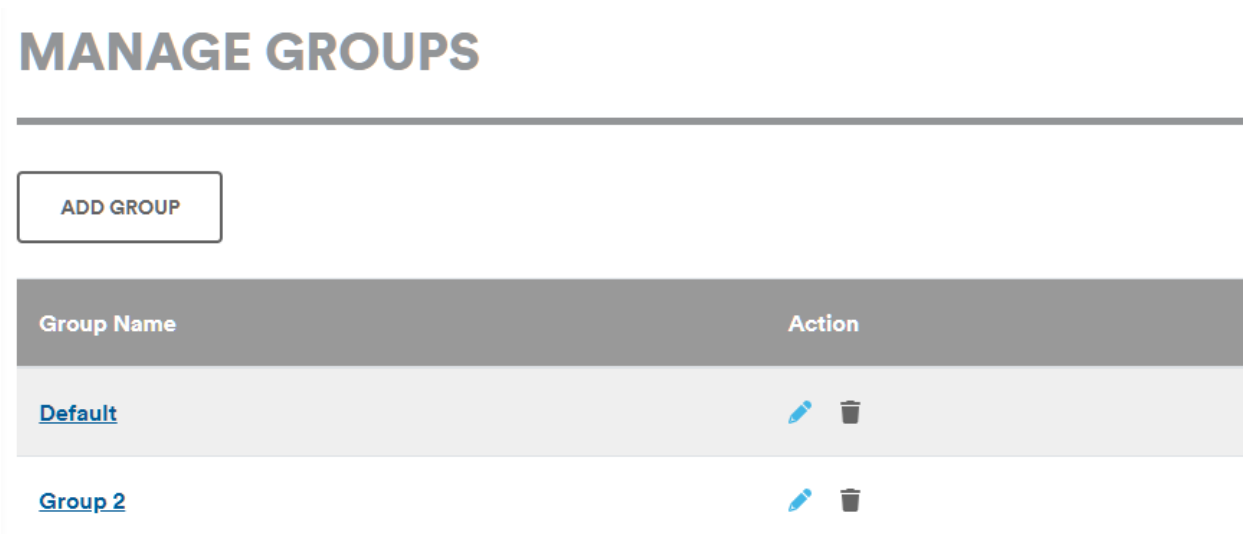 MANAGE GROUPS
ADD GROUP
Group Name Action
Default
Group 2